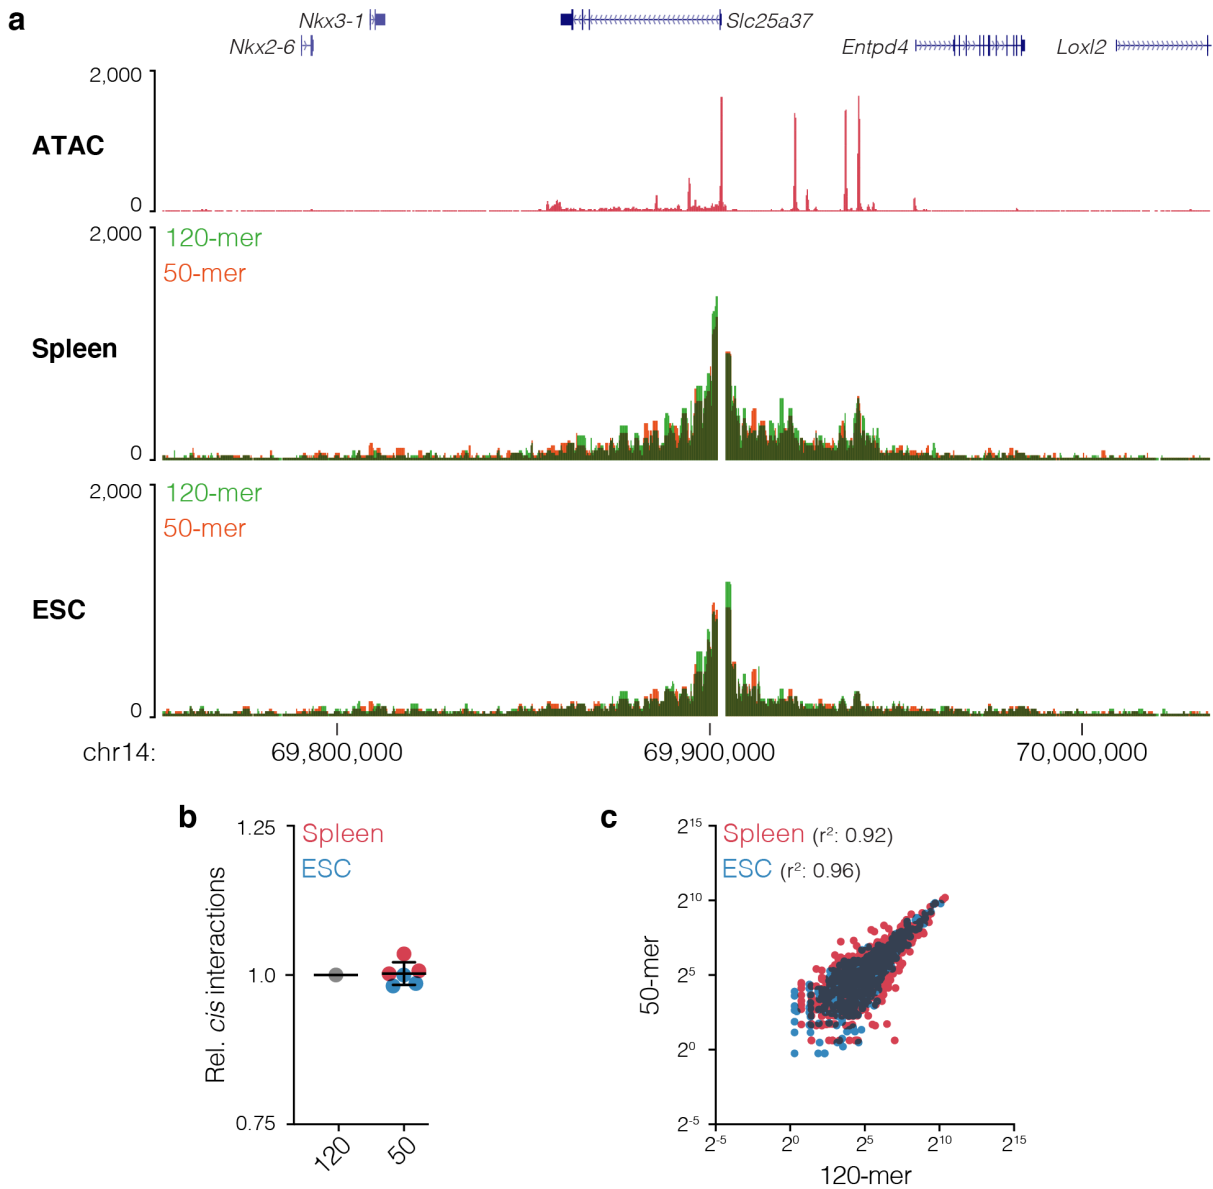 a
Nkx3-1
Slc25a37
Nkx2-6
Entpd4
Loxl2
2,000
ATAC
0
2,000
120-mer
50-mer
Spleen
0
2,000
120-mer
50-mer
ESC
0
chr14:
69,800,000
69,900,000
70,000,000
b
1.25
Spleen
ESC
Rel. cis interactions
1.0
0.75
120
50
c
2¹⁵
Spleen (r²: 0.92)
ESC (r²: 0.96)
2¹⁰
50-mer
2⁵
2⁰
2⁻⁵
2⁻⁵ 2⁰ 2⁵ 2¹⁰ 2¹⁵
120-mer